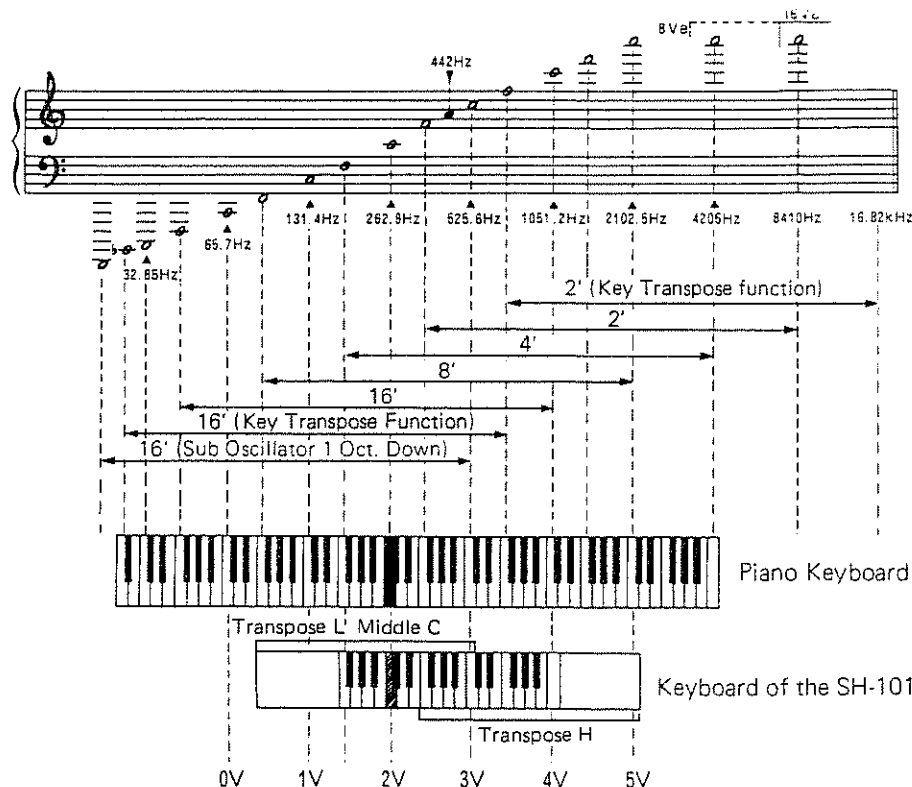 8Ve
16Ve
442Hz
32.85Hz
65.7Hz
131.4Hz
262.8Hz
525.6Hz
1051.2Hz
2102.5Hz
4205Hz
8410Hz
16.82kHz
2' (Key Transpose function)
2'
4'
8'
16'
16' (Key Transpose Function)
16' (Sub Oscillator 1 Oct. Down)
Piano Keyboard
Transpose L Middle C
Keyboard of the SH-101
Transpose H
0V 1V 2V 3V 4V 5V